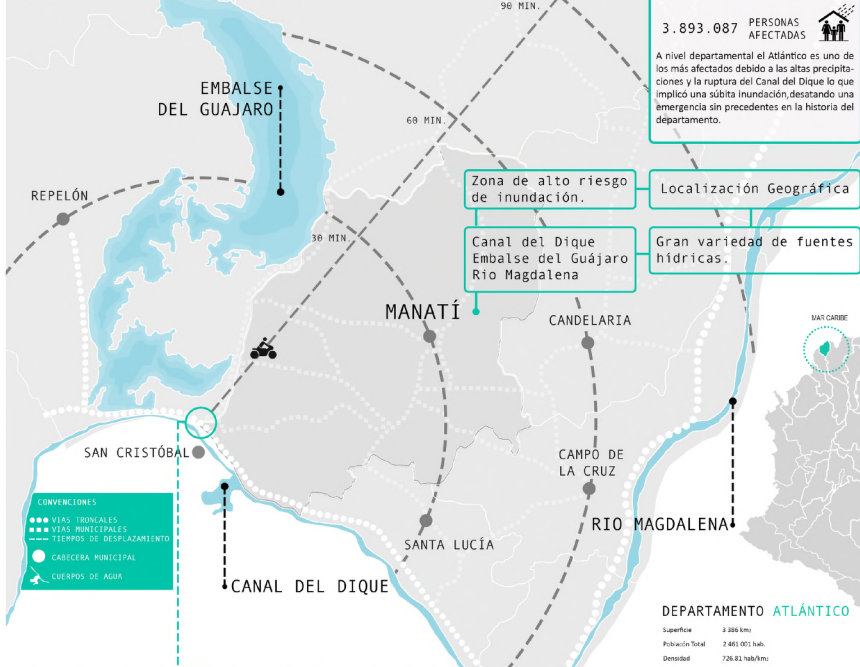 90 MIN.
3.893.087 PERSONAS
AFECTADAS
A nivel departamental el Atlántico es uno de
los más afectados debido a las altas precipita-
ciones y la ruptura del Canal del Dique lo que
implicó una súbita inundación,desatando una
emergencia sin precedentes en la historia del
departamento.
EMBALSE
DEL GUAJARO
60 MIN.
REPELÓN
Zona de alto riesgo
de inundación.
Localización Geográfica
30 MIN.
Canal del Dique
Embalse del Guájaro
Rio Magdalena
Gran variedad de fuentes
hídricas.
MANATÍ
CANDELARIA
MAR CARIBE
SAN CRISTÓBAL
CAMPO DE
LA CRUZ
CONVENCIONES
VIAS TRONCALES
VIAS MUNICIPALES
TIEMPOS DE DESPLAZAMIENTO
CABECERA MUNICIPAL
CUERPOS DE AGUA
RIO MAGDALENA
SANTA LUCÍA
CANAL DEL DIQUE
DEPARTAMENTO ATLÁNTICO
Superficie 3 386 km2
Población Total 2 461 001 hab.
Densidad 726.81 hab/km2